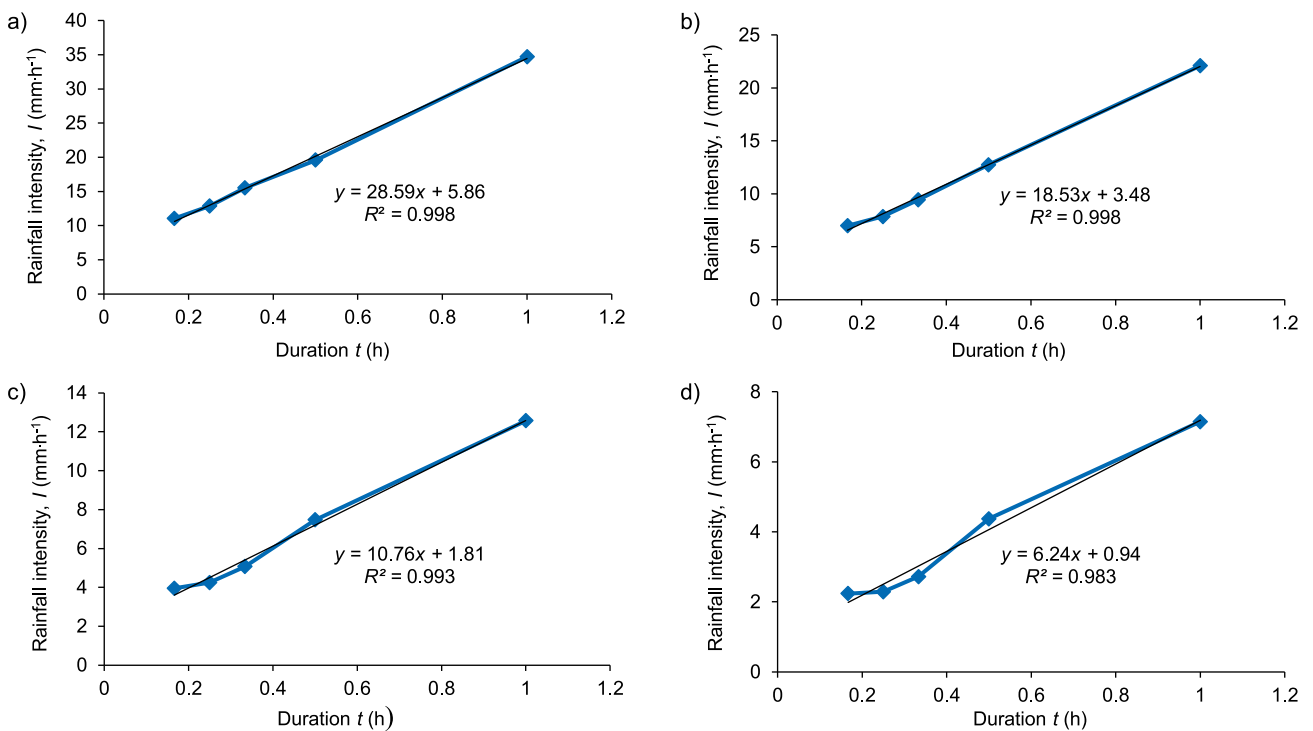 a)
Rainfall intensity, I (mm·h⁻¹)
40
35
30
25
20
15
10
5
0
y = 28.59x + 5.86
R² = 0.998
0 0.2 0.4 0.6 0.8 1 1.2
Duration t (h)
b)
Rainfall intensity, I (mm·h⁻¹)
25
20
15
10
5
0
y = 18.53x + 3.48
R² = 0.998
0 0.2 0.4 0.6 0.8 1 1.2
Duration t (h)
c)
Rainfall intensity, I (mm·h⁻¹)
14
12
10
8
6
4
2
0
y = 10.76x + 1.81
R² = 0.993
0 0.2 0.4 0.6 0.8 1 1.2
Duration t (h)
d)
Rainfall intensity, I (mm·h⁻¹)
8
6
4
2
0
y = 6.24x + 0.94
R² = 0.983
0 0.2 0.4 0.6 0.8 1 1.2
Duration t (h)